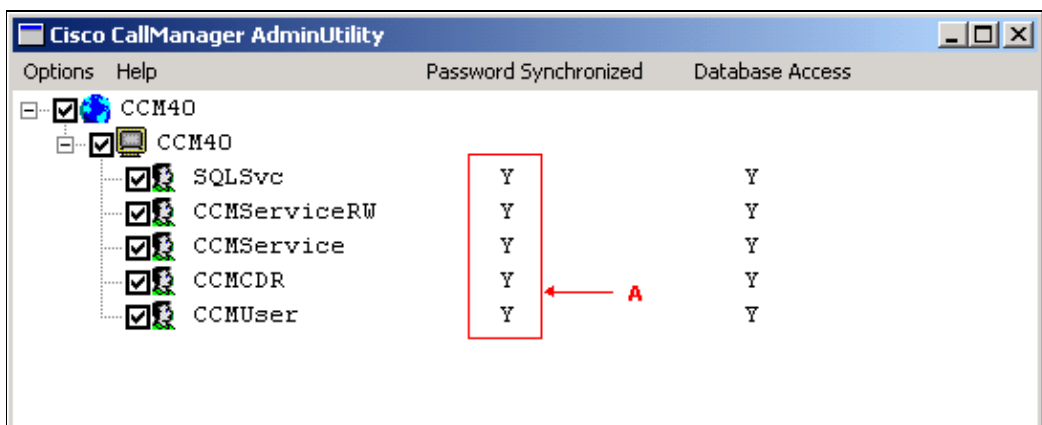 Cisco CallManager AdminUtility
Options Help Password Synchronized Database Access
CCM40
CCM40
SQLSvc Y Y
CCMServiceRW Y Y
CCMService Y Y
CCMCDR Y Y
A
CCMUser Y Y